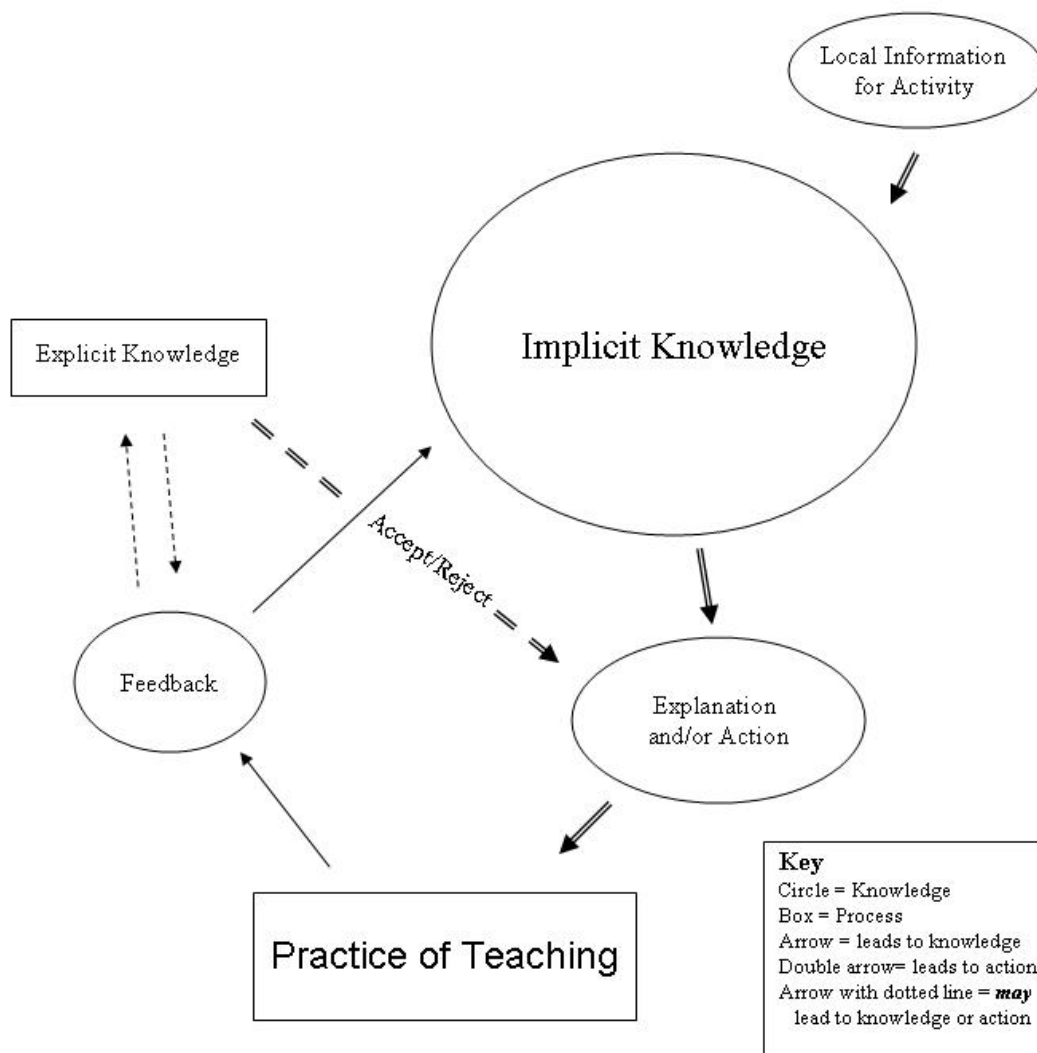 Local Information
for Activity
Implicit Knowledge
Explicit Knowledge
Accept/Reject
Feedback
Explanation
and/or Action
Practice of Teaching
Key
Circle = Knowledge
Box = Process
Arrow = leads to knowledge
Double arrow= leads to action
Arrow with dotted line = may
lead to knowledge or action